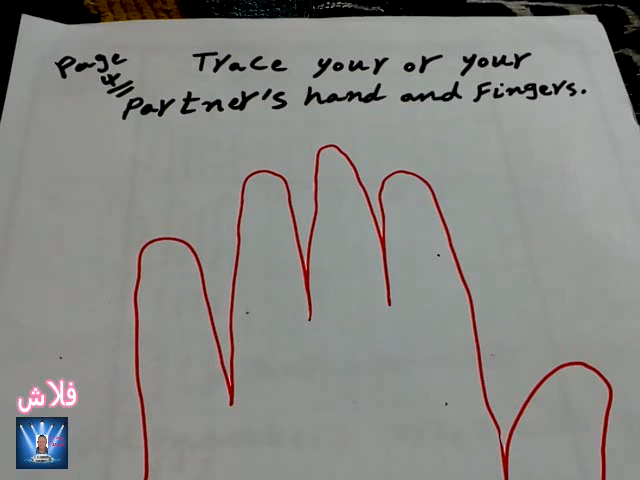 Page Trace your or your
4// Partner's hand and Fingers.
فلاش